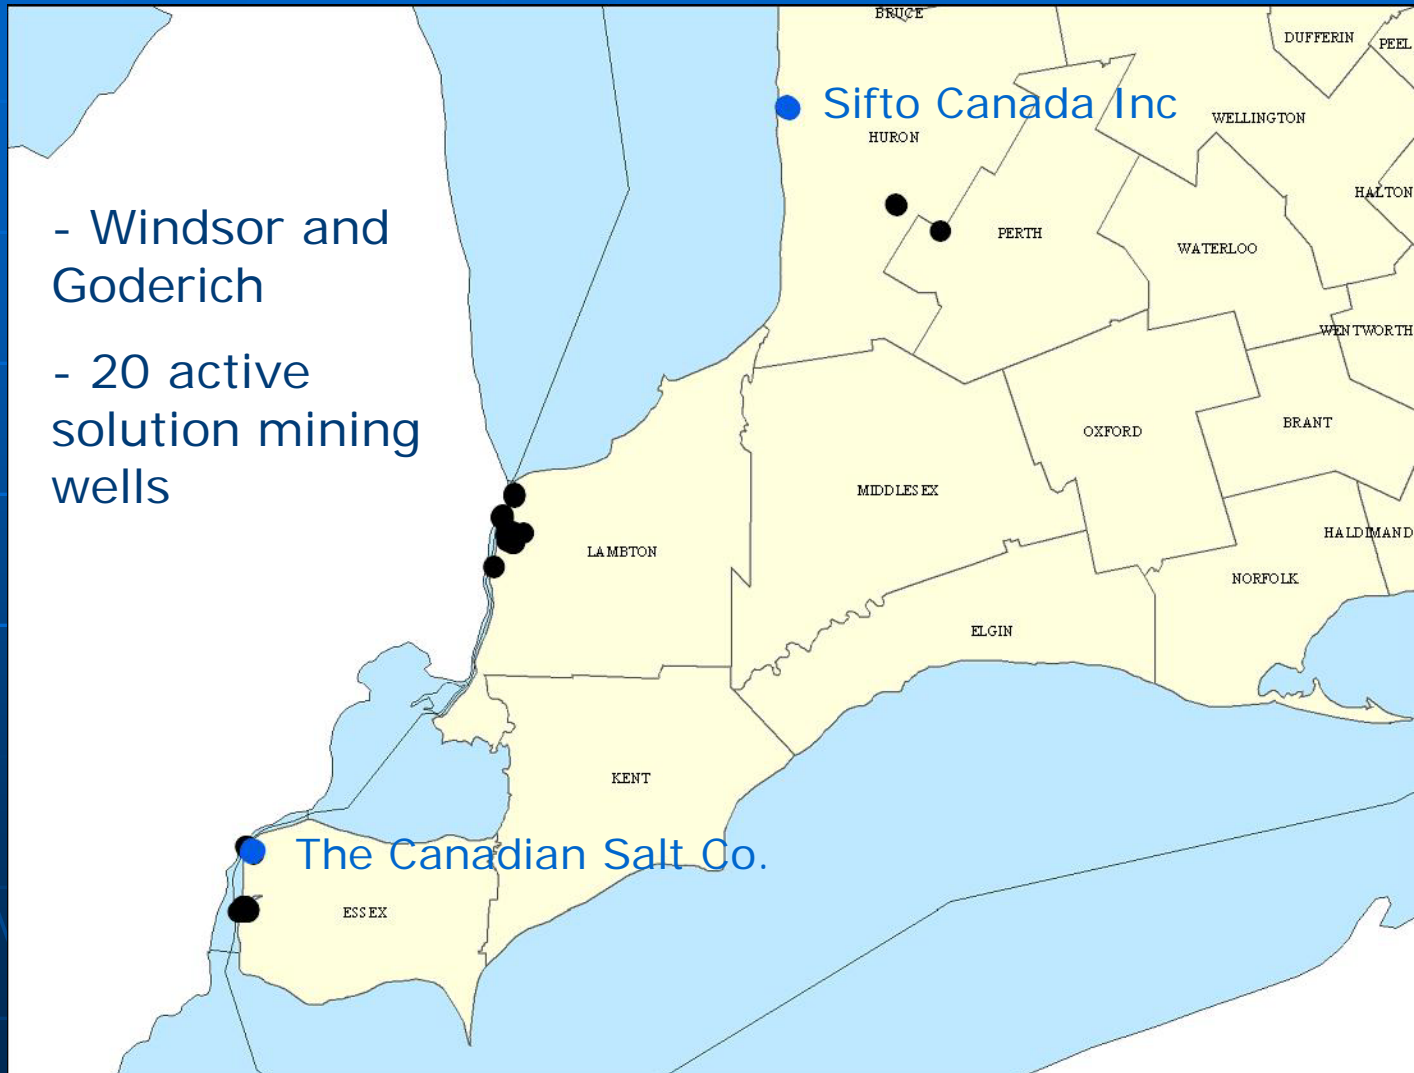 BRUCE
DUFFERIN
PEEL
Sifto Canada Inc
WELLINGTON
HURON
HALTON
- Windsor and
Goderich
PERTH
WATERLOO
WENTWORTH
- 20 active
solution mining
wells
BRANT
OXFORD
MIDDLESEX
HALDIMAND
LAMBTON
NORFOLK
ELGIN
KENT
The Canadian Salt Co.
ESSEX